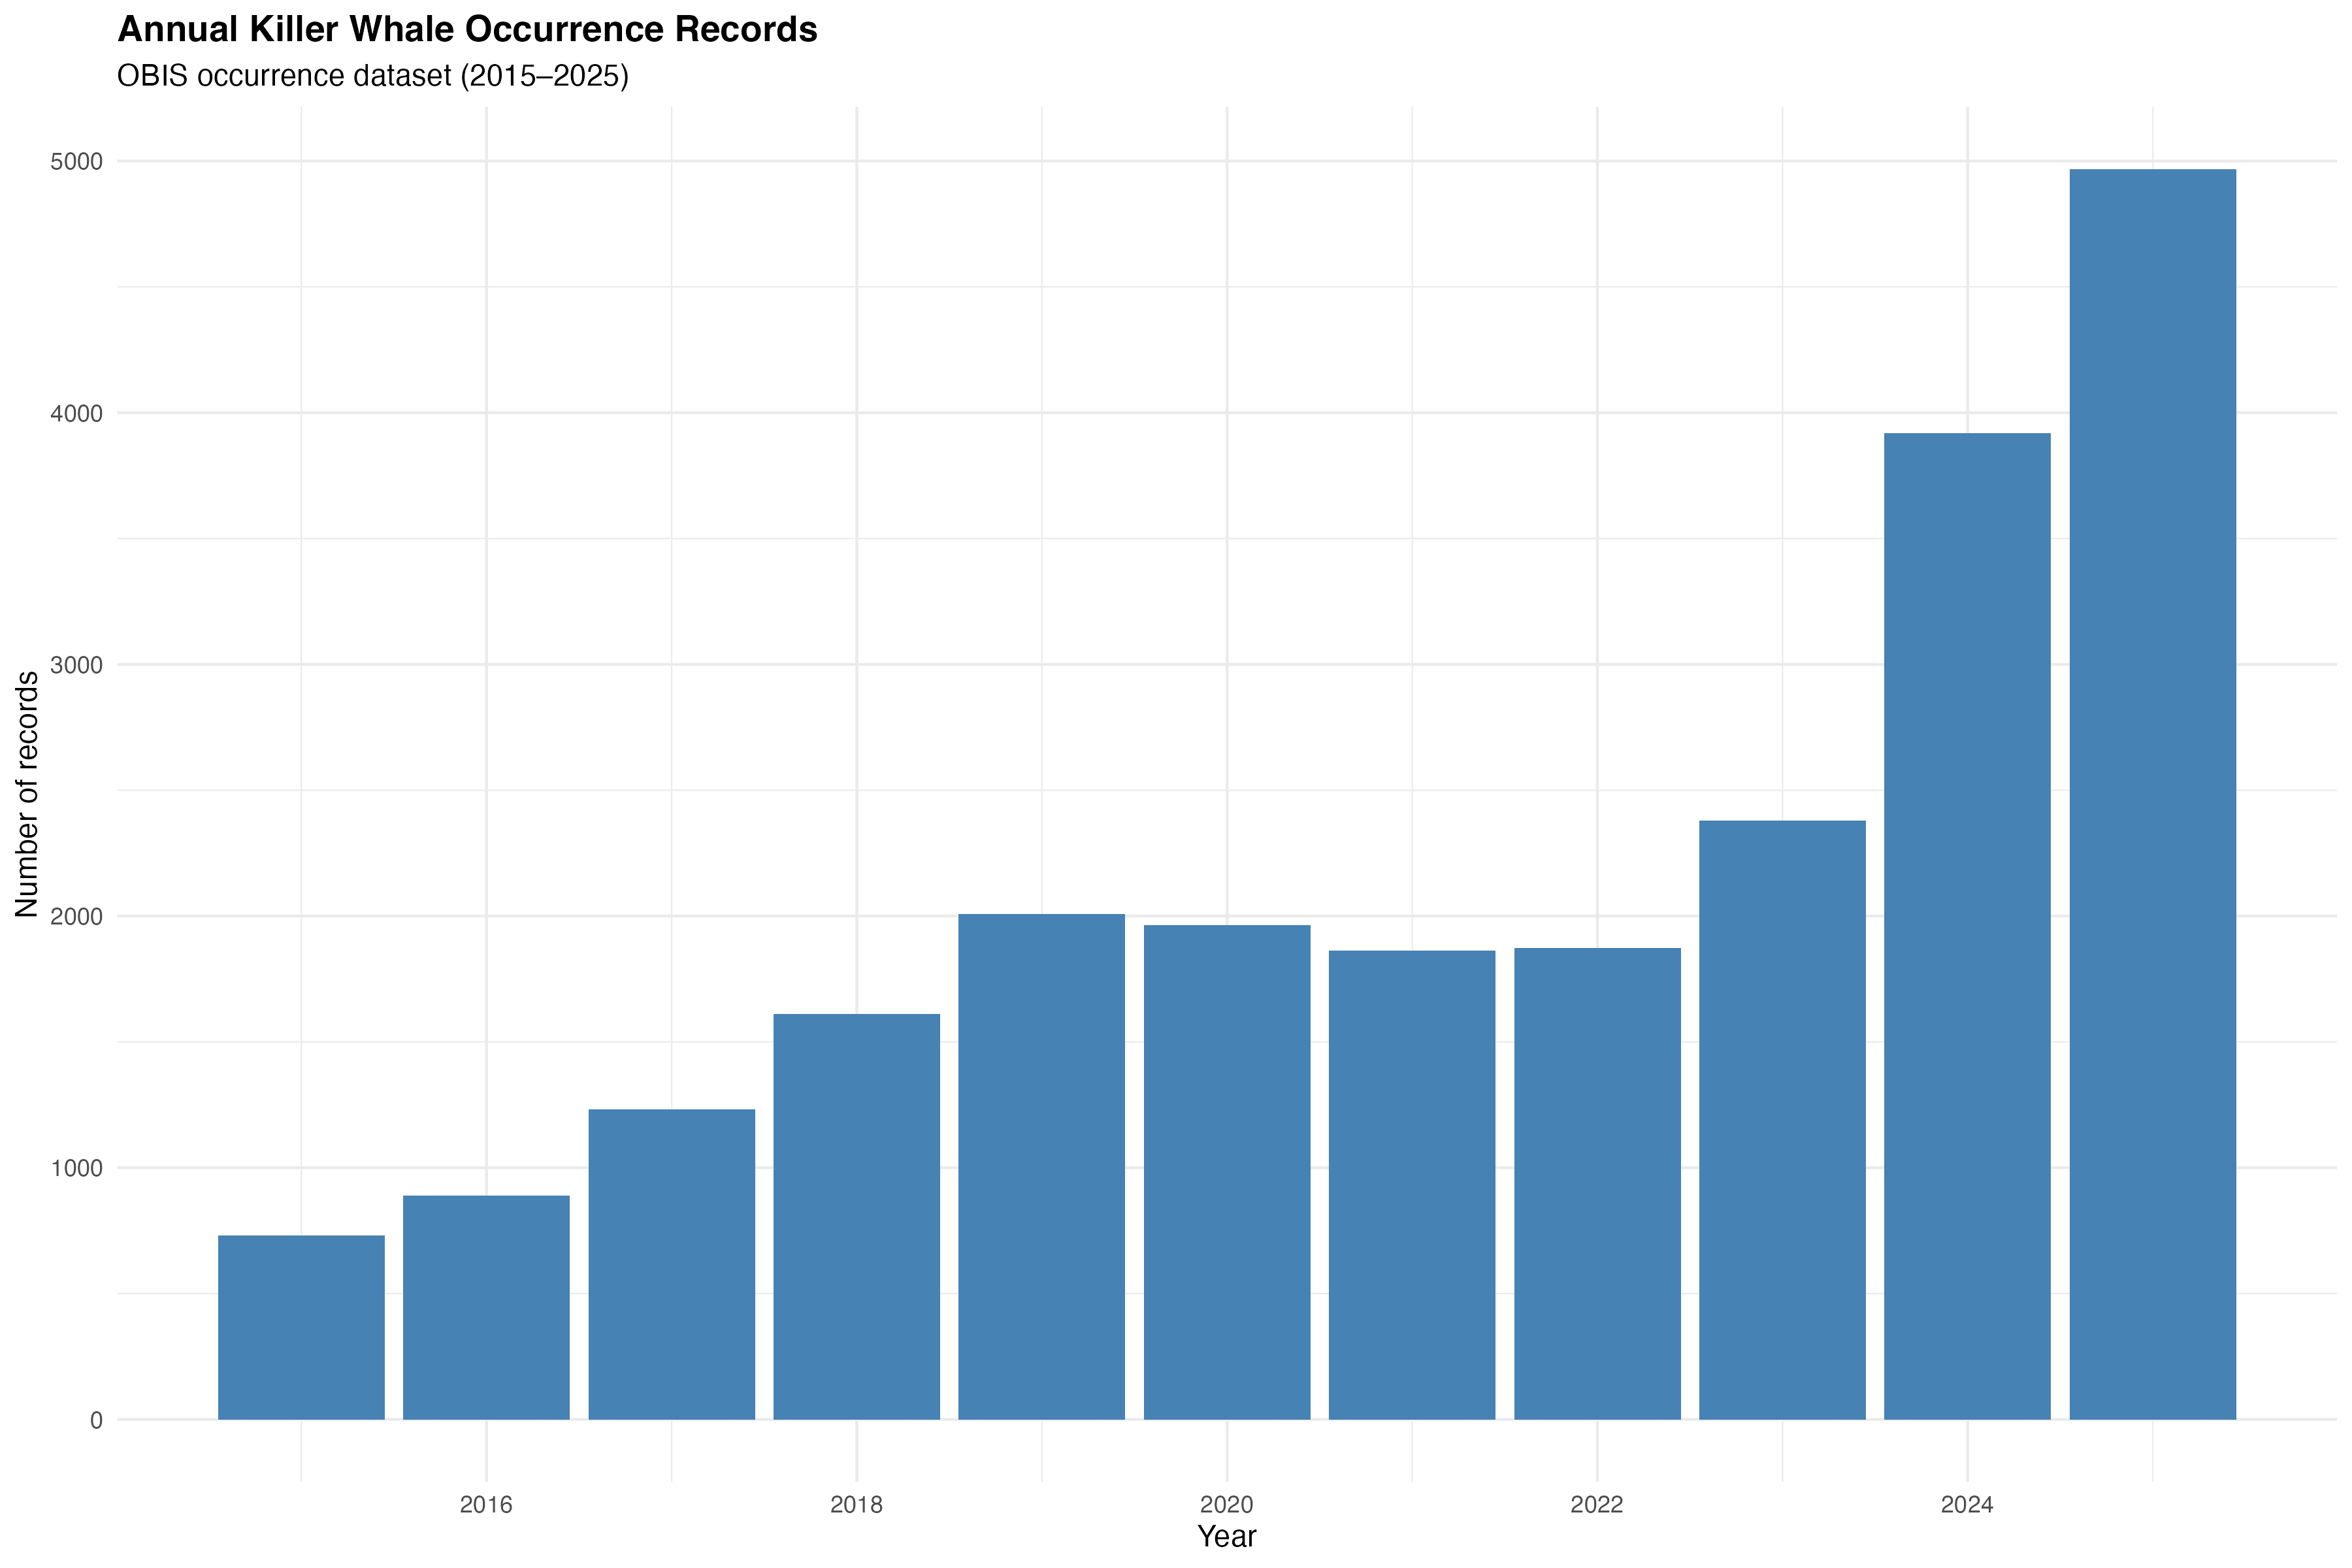 Annual Killer Whale Occurrence Records
OBIS occurrence dataset (2015–2025)
Number of records
5000
4000
3000
2000
1000
0
2016 2018 2020 2022 2024
Year